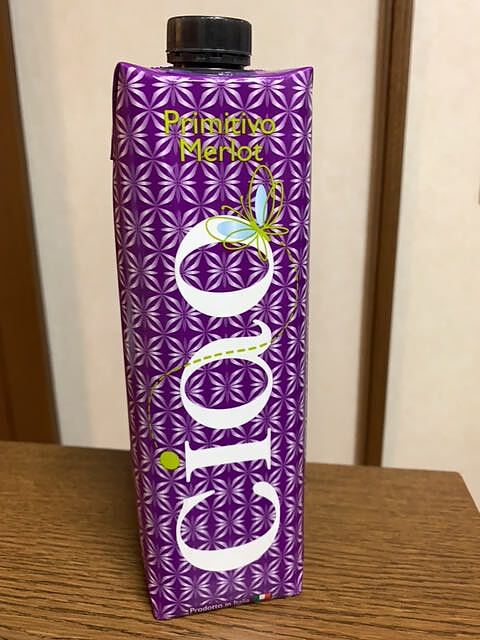 Primitivo
Merlot
ciao
Prodotto in Italia